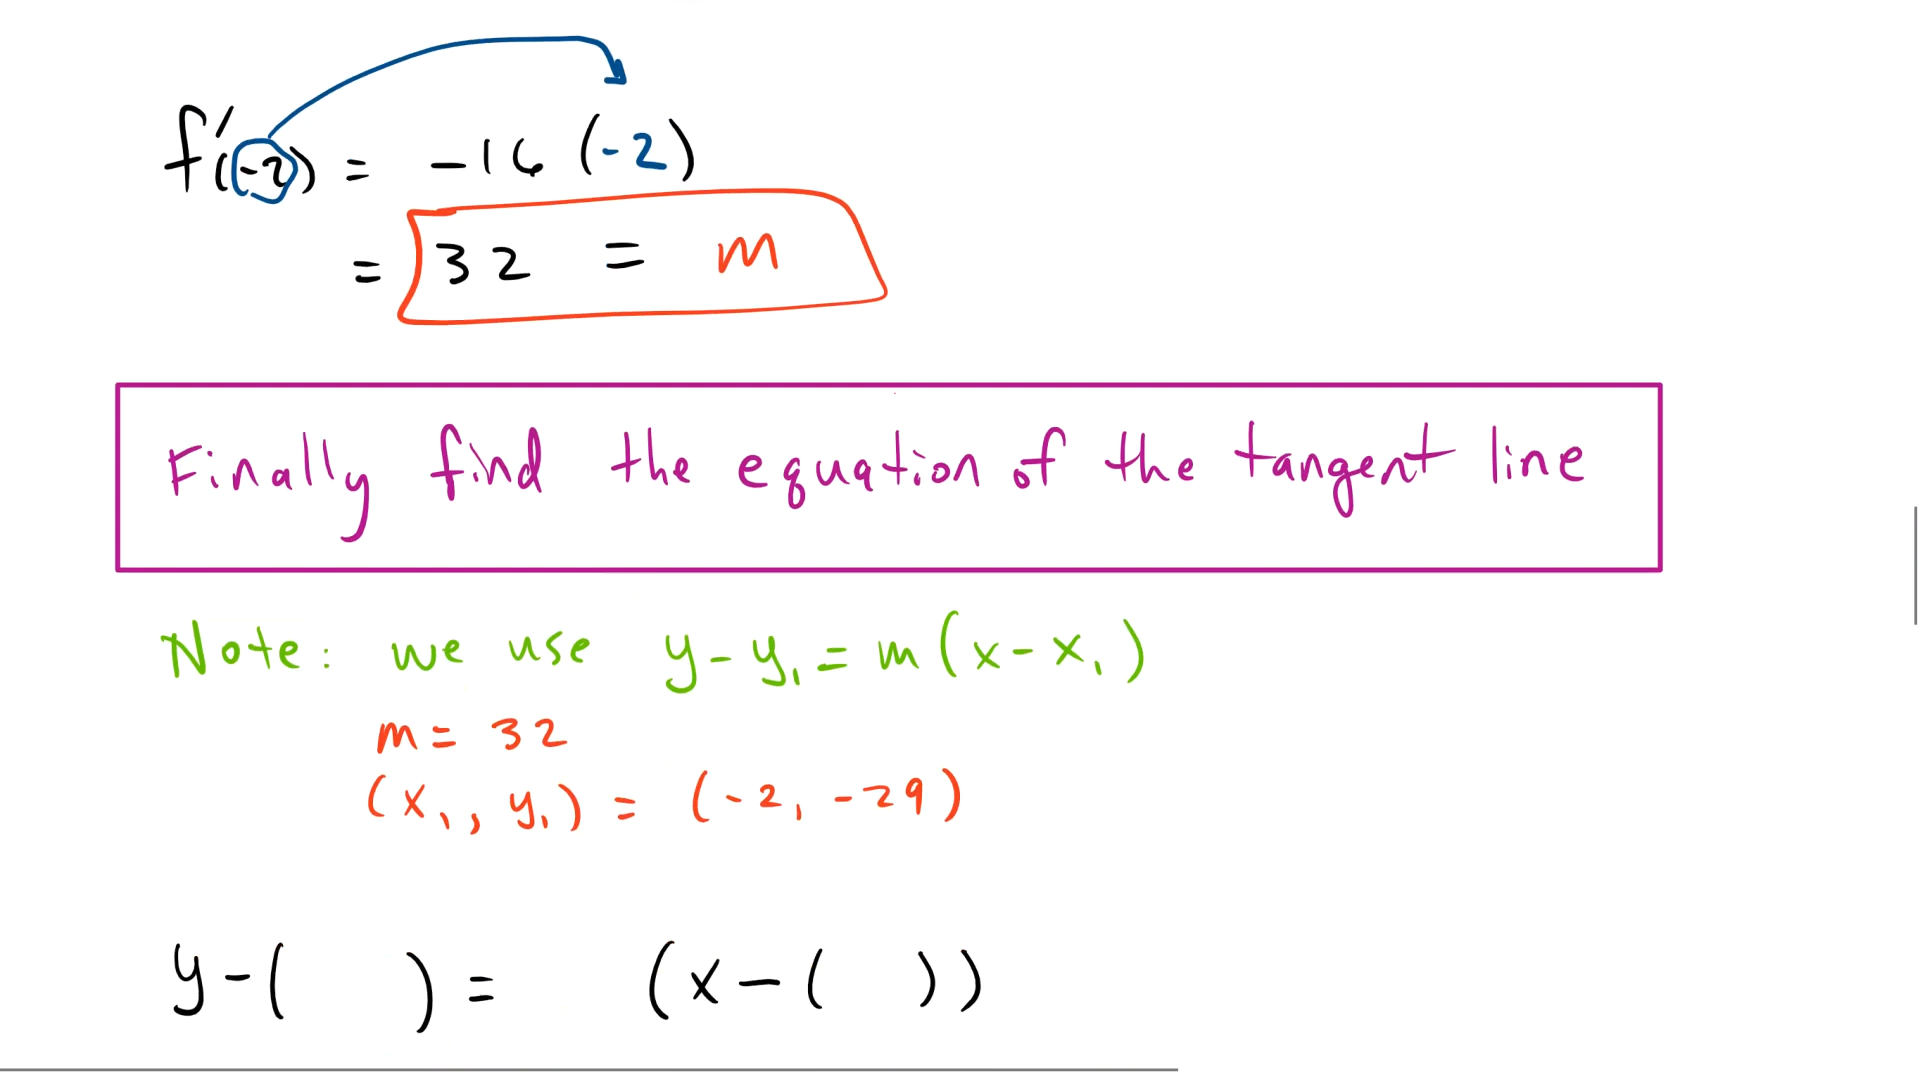 f'(-2) = -16 (-2)
= 32 = m
Finally find the equation of the tangent line
Note: we use y - y₁ = m(x - x₁)
m = 32
(x₁, y₁) = (-2, -29)
y - (   ) =    (x - (   ))